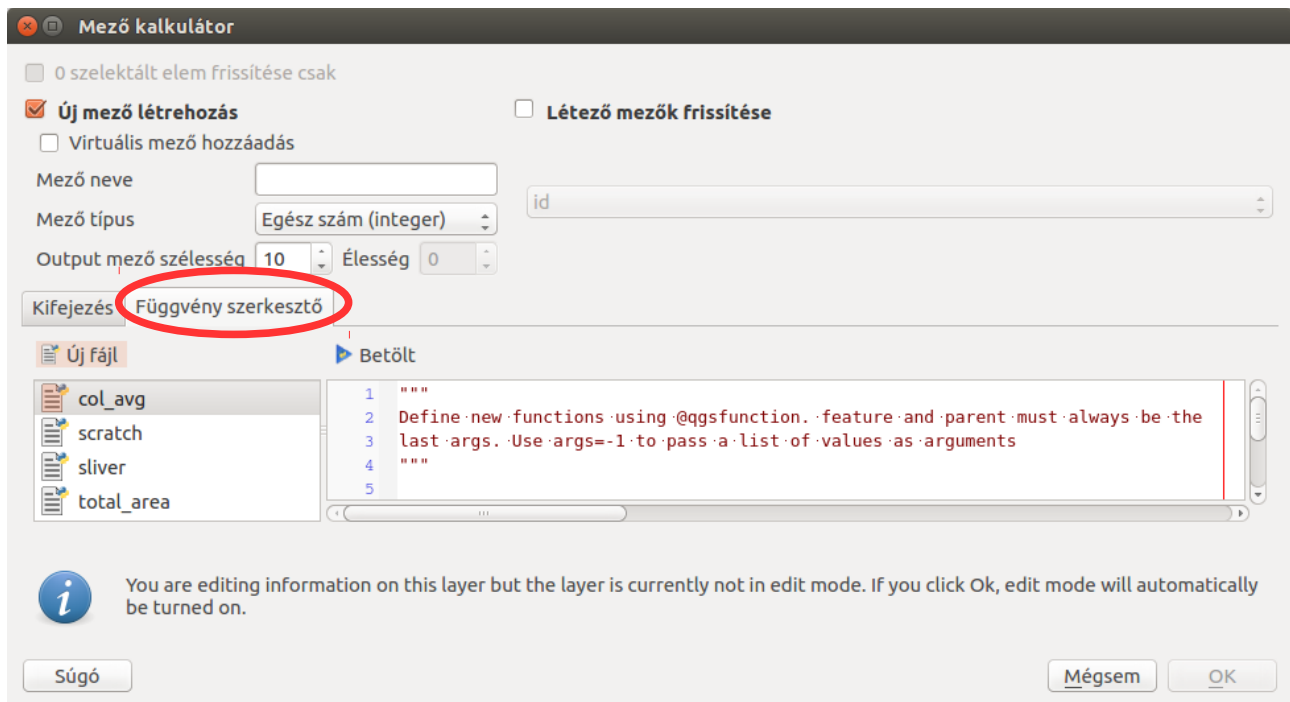 Mező kalkulátor
0 szelektált elem frissítése csak
Új mező létrehozás
Létező mezők frissítése
Virtuális mező hozzáadás
Mező neve
id
Mező típus
Egész szám (integer)
Output mező szélesség
10
Élesség
0
Kifejezés
Függvény szerkesztő
Új fájl
Betölt
col_avg
scratch
sliver
total_area
1 """
2 Define·new·functions·using·@qgsfunction.·feature·and·parent·must·always·be·the
3 last·args.·Use·args=-1·to·pass·a·list·of·values·as·arguments
4 """
5
You are editing information on this layer but the layer is currently not in edit mode. If you click Ok, edit mode will automatically
be turned on.
Súgó
Mégsem
OK